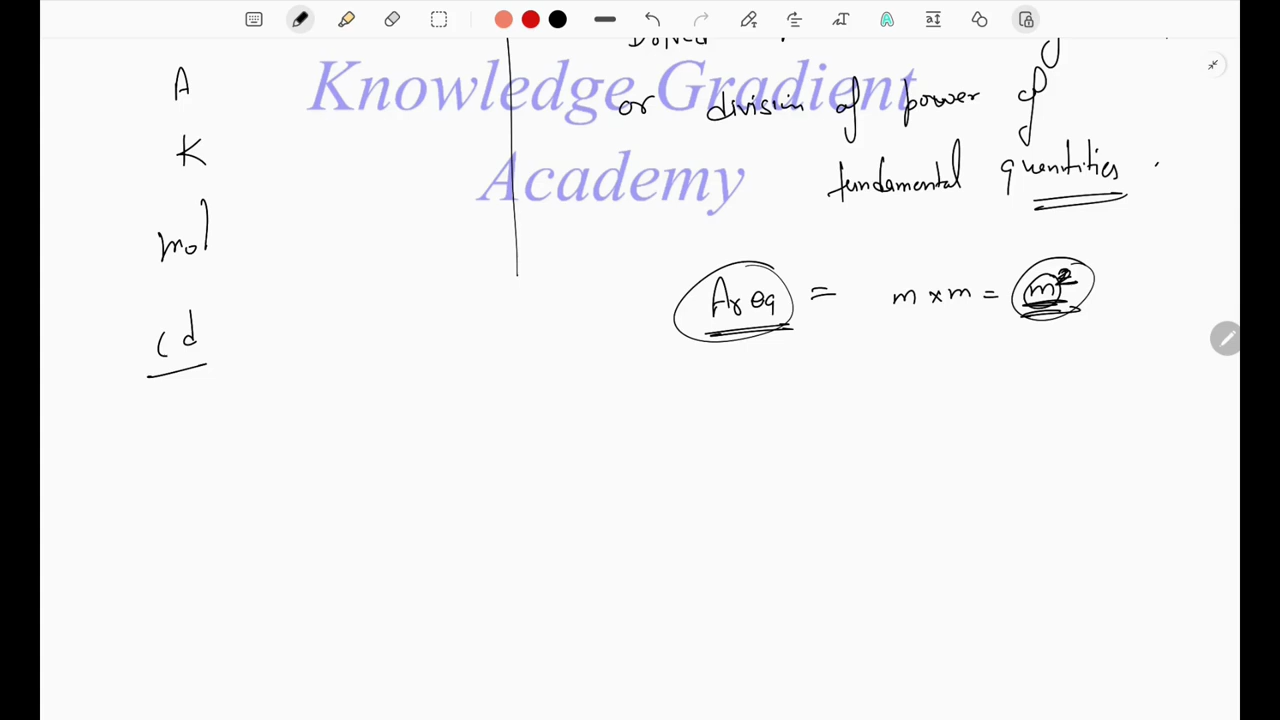 A
K
mol
cd
or division of power of
fundamental quantities .
Area = m × m = m²
Knowledge Gradient
Academy